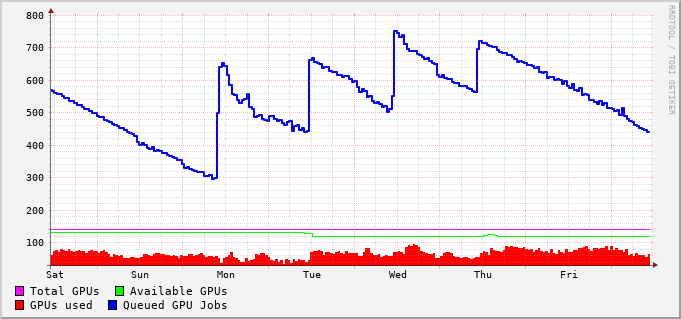 800
700
600
500
400
300
200
100
Sat Sun Mon Tue Wed Thu Fri
Total GPUs Available GPUs
GPUs used Queued GPU Jobs
RRDTOOL / TOBI OETIKER